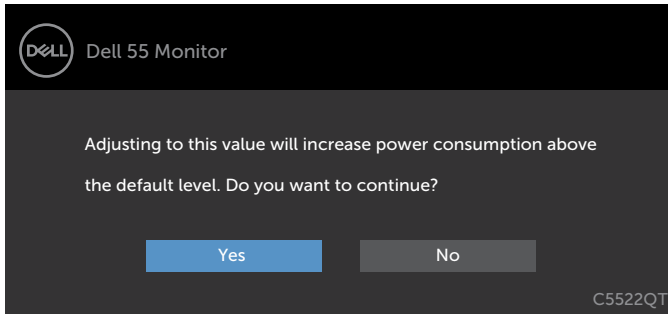 DELL
Dell 55 Monitor
Adjusting to this value will increase power consumption above
the default level. Do you want to continue?
Yes
No
C5522QT